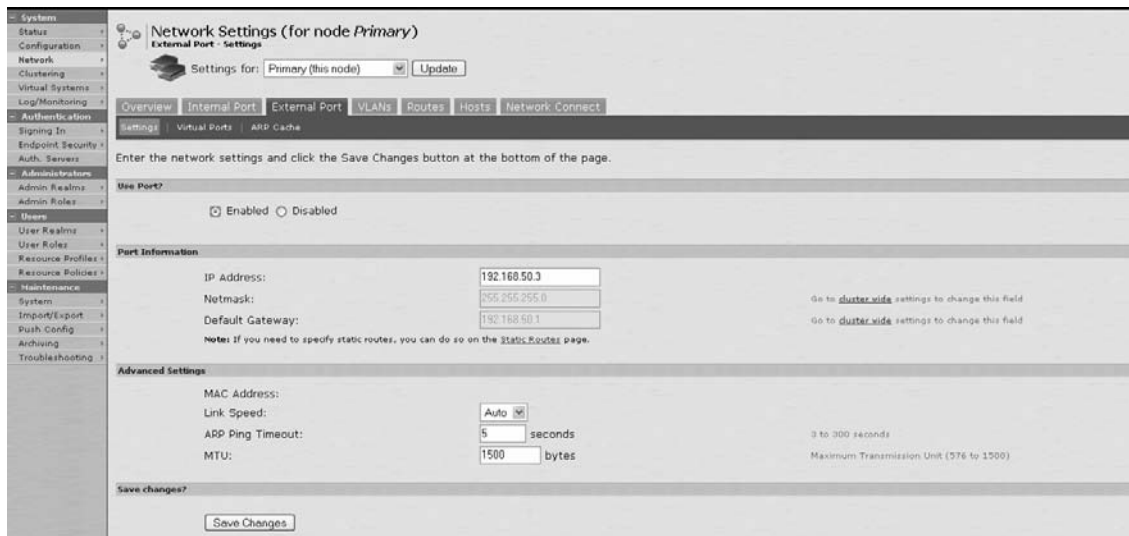 System
Status
Configuration
Network
Clustering
Virtual Systems
Log/Monitoring
Authentication
Signing In
Endpoint Security
Auth. Servers
Administrators
Admin Realms
Admin Roles
Users
User Realms
User Roles
Resource Profiles
Resource Policies
Maintenance
System
Import/Export
Push Config
Archiving
Troubleshooting
Network Settings (for node Primary)
External Port - Settings
Settings for: Primary (this node) Update
Overview Internal Port External Port VLANs Routes Hosts Network Connect
Settings | Virtual Ports | ARP Cache
Enter the network settings and click the Save Changes button at the bottom of the page.
Use Port?
Enabled Disabled
Port Information
IP Address: 192.168.50.3
Netmask: 255.255.255.0 Go to cluster wide settings to change this field
Default Gateway: 192.168.50.1 Go to cluster wide settings to change this field
Note: If you need to specify static routes, you can do so on the Static Routes page.
Advanced Settings
MAC Address:
Link Speed: Auto
ARP Ping Timeout: 5 seconds 3 to 300 seconds
MTU: 1500 bytes Maximum Transmission Unit (576 to 1500)
Save changes?
Save Changes